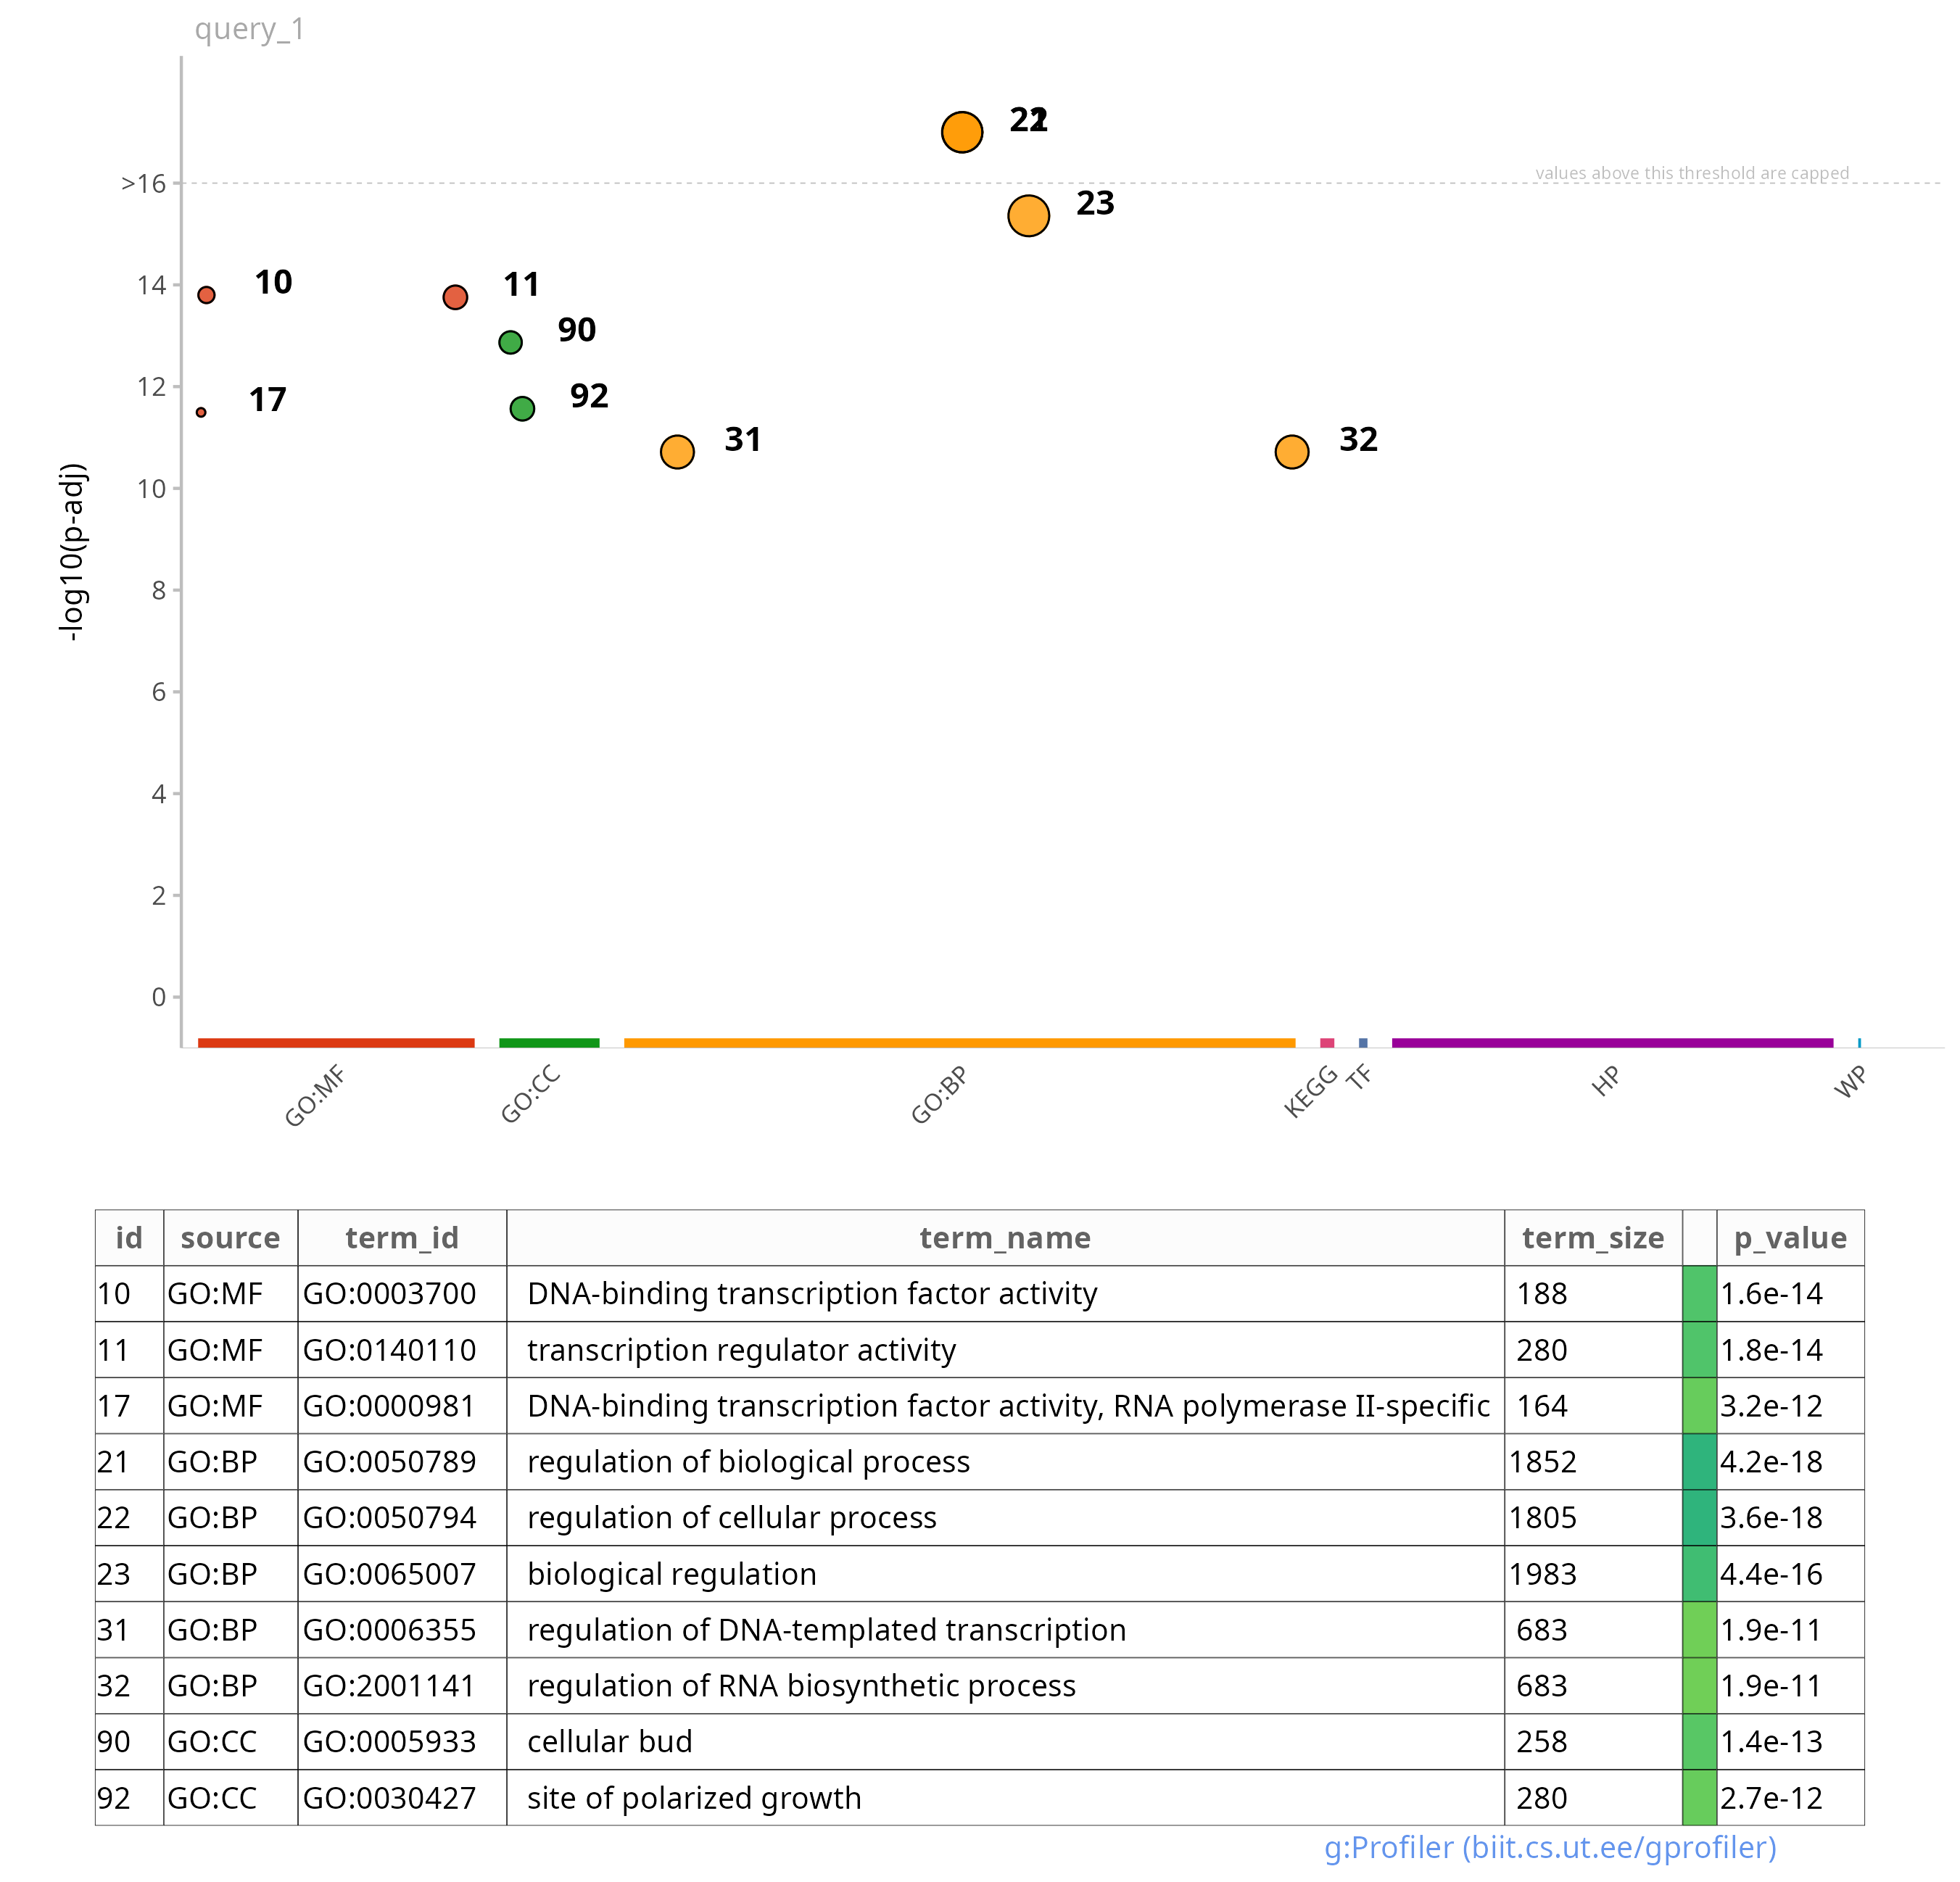 query_1
22
21
values above this threshold are capped
>16
23
14
10
11
90
12
17
92
31
32
10
-log10(p-adj)
8
6
4
2
0
GO:MF
GO:CC
GO:BP
KEGG
TF
HP
WP
id source term_id term_name term_size p_value
10 GO:MF GO:0003700 DNA-binding transcription factor activity 188 1.6e-14
11 GO:MF GO:0140110 transcription regulator activity 280 1.8e-14
17 GO:MF GO:0000981 DNA-binding transcription factor activity, RNA polymerase II-specific 164 3.2e-12
21 GO:BP GO:0050789 regulation of biological process 1852 4.2e-18
22 GO:BP GO:0050794 regulation of cellular process 1805 3.6e-18
23 GO:BP GO:0065007 biological regulation 1983 4.4e-16
31 GO:BP GO:0006355 regulation of DNA-templated transcription 683 1.9e-11
32 GO:BP GO:2001141 regulation of RNA biosynthetic process 683 1.9e-11
90 GO:CC GO:0005933 cellular bud 258 1.4e-13
92 GO:CC GO:0030427 site of polarized growth 280 2.7e-12
g:Profiler (biit.cs.ut.ee/gprofiler)